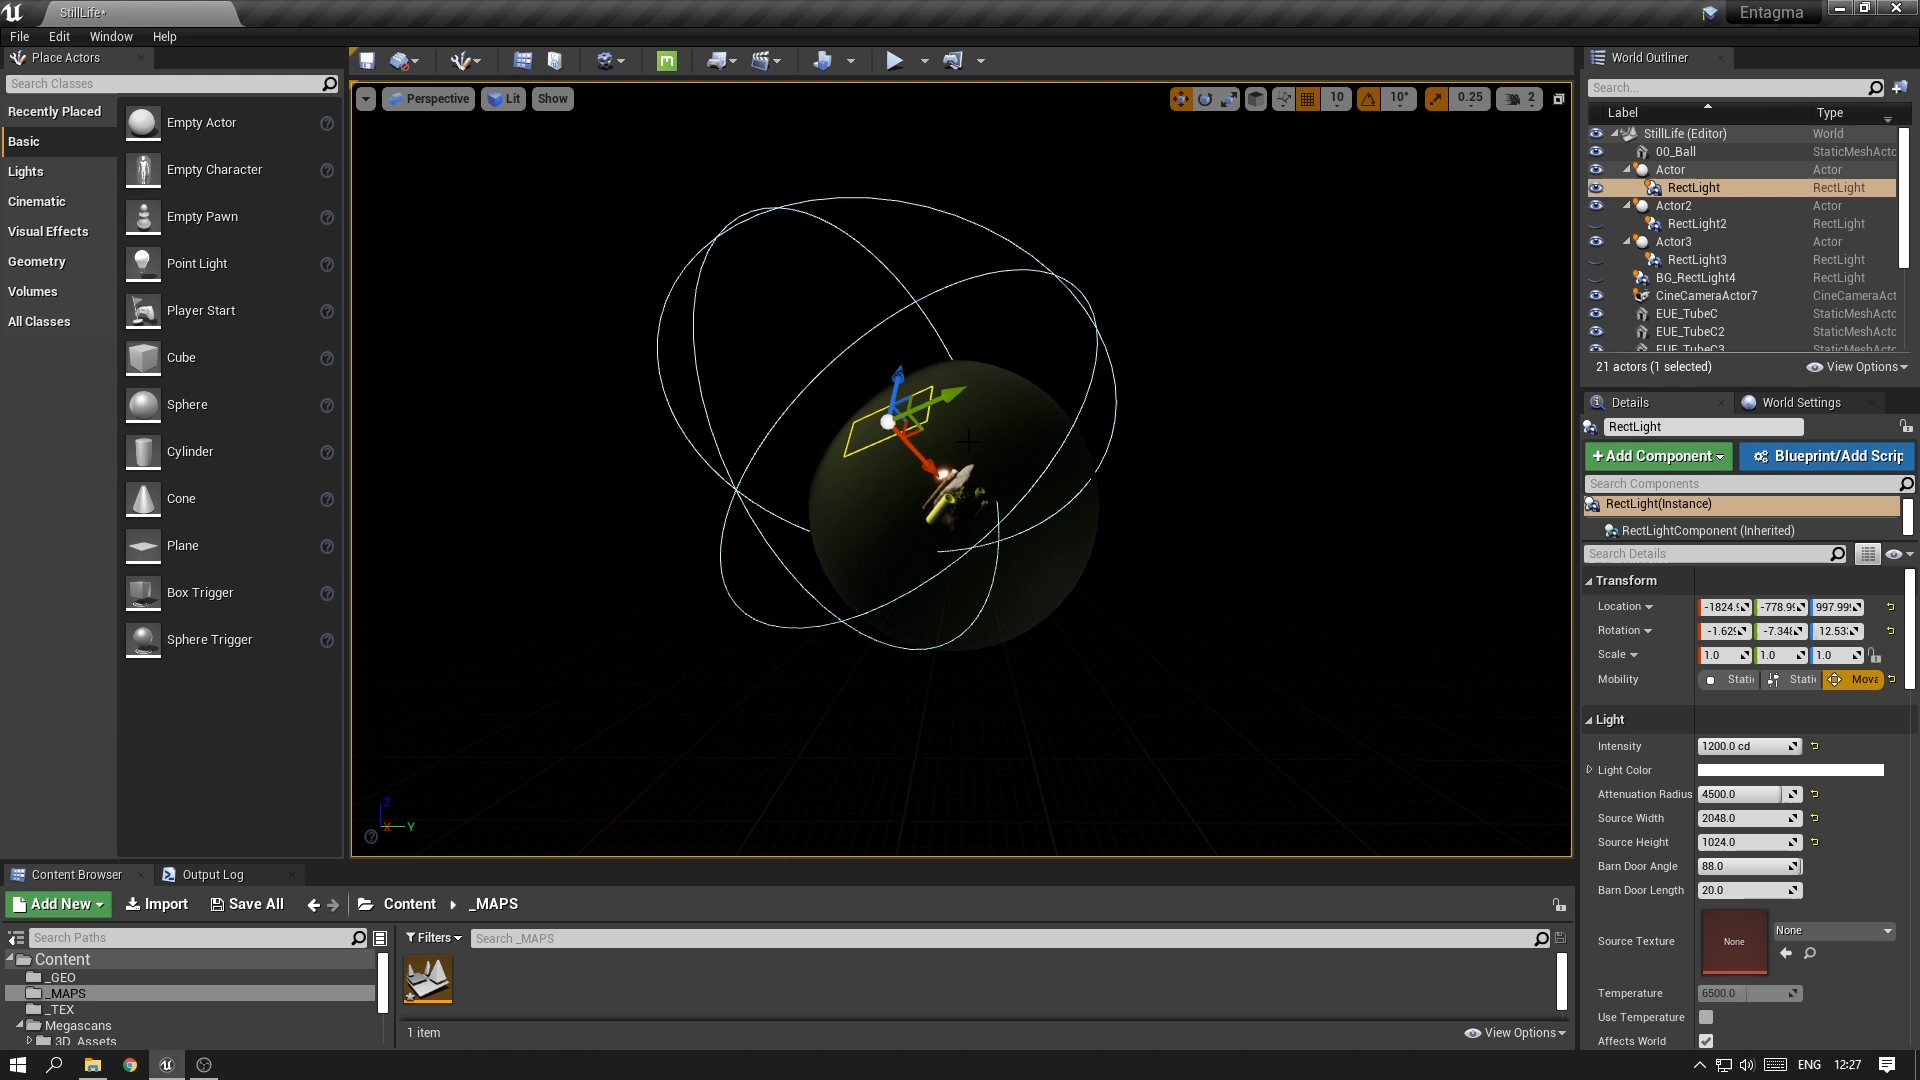 StillLife*
Entagma
File Edit Window Help
Place Actors
Search Classes
Recently Placed
Basic
Lights
Cinematic
Visual Effects
Geometry
Volumes
All Classes
Empty Actor
Empty Character
Empty Pawn
Point Light
Player Start
Cube
Sphere
Cylinder
Cone
Plane
Box Trigger
Sphere Trigger
Perspective Lit Show
10 10° 0.25 2
Z
X Y
World Outliner
Search...
Label Type
StillLife (Editor) World
00_Ball StaticMeshActo
Actor Actor
RectLight RectLight
Actor2 Actor
RectLight2 RectLight
Actor3 Actor
RectLight3 RectLight
BG_RectLight4 RectLight
CineCameraActor7 CineCameraAct
EUE_TubeC StaticMeshActo
EUE_TubeC2 StaticMeshActo
EUE_TubeC3 StaticMeshActo
21 actors (1 selected) View Options
Details World Settings
RectLight
+Add Component Blueprint/Add Scrip
Search Components
RectLight(Instance)
RectLightComponent (Inherited)
Search Details
Transform
Location -1824.9 -778.99 997.999
Rotation -1.629 -7.348 12.53
Scale 1.0 1.0 1.0
Mobility Stati Stati Mova
Light
Intensity 1200.0 cd
Light Color
Attenuation Radius 4500.0
Source Width 2048.0
Source Height 1024.0
Barn Door Angle 88.0
Barn Door Length 20.0
Source Texture None None
Temperature 6500.0
Use Temperature
Affects World
Content Browser Output Log
Add New Import Save All Content _MAPS
Search Paths
Filters Search _MAPS
Content
_GEO
_MAPS
_TEX
Megascans
3D_Assets
1 item View Options
ENG 12:27